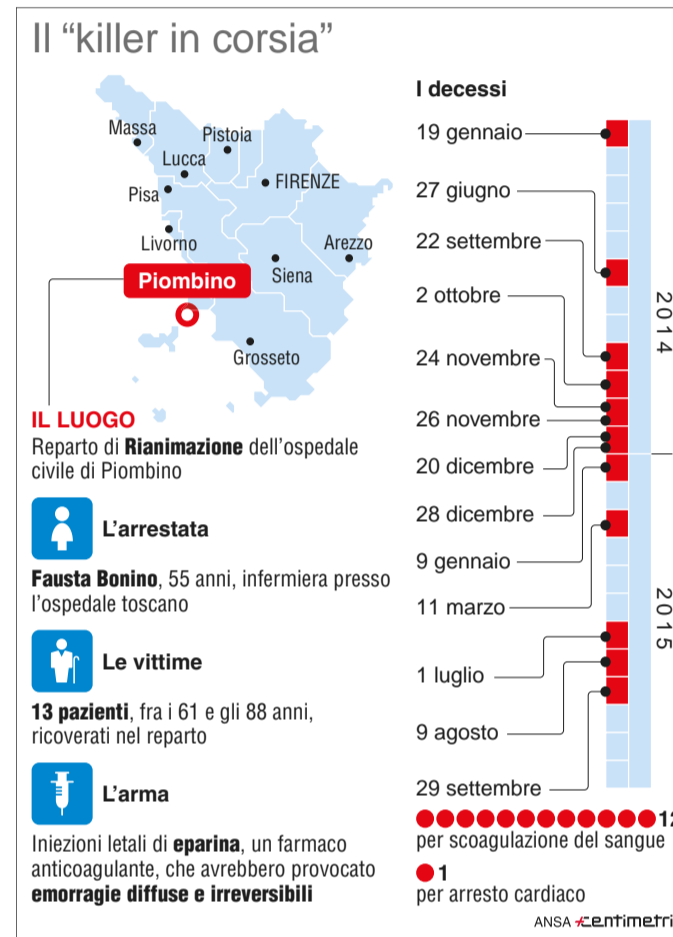 Il “killer in corsia”
Massa
Pistoia
Lucca
FIRENZE
Pisa
Livorno
Arezzo
Siena
Piombino
Grosseto
IL LUOGO
Reparto di Rianimazione dell’ospedale
civile di Piombino
L’arrestata
Fausta Bonino, 55 anni, infermiera presso
l’ospedale toscano
Le vittime
13 pazienti, fra i 61 e gli 88 anni,
ricoverati nel reparto
L’arma
Iniezioni letali di eparina, un farmaco
anticoagulante, che avrebbero provocato
emorragie diffuse e irreversibili
I decessi
19 gennaio
27 giugno
22 settembre
2 ottobre
24 novembre
26 novembre
20 dicembre
28 dicembre
9 gennaio
11 marzo
1 luglio
9 agosto
29 settembre
2014
2015
12
per scoagulazione del sangue
1
per arresto cardiaco
ANSA centimetri